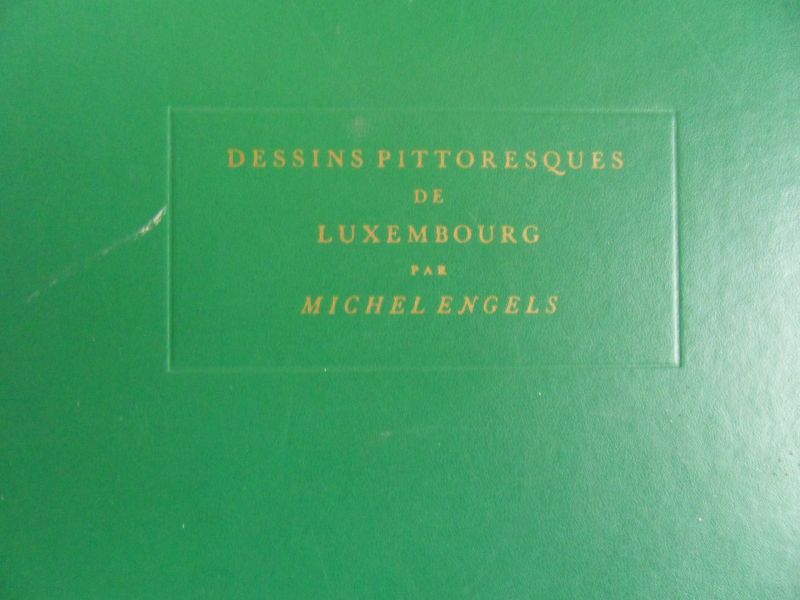 DESSINS PITTORESQUES
DE
LUXEMBOURG
PAR
MICHEL ENGELS